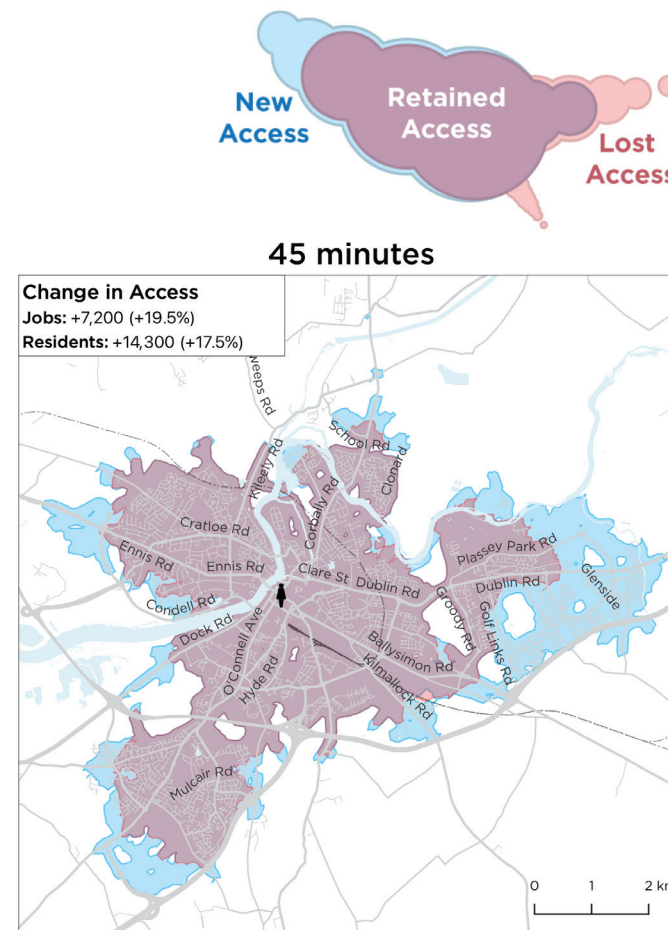 New
Access
Retained
Access
Lost
Access
45 minutes
Change in Access
Jobs: +7,200 (+19.5%)
Residents: +14,300 (+17.5%)
weeps Rd
School Rd
Kileely Rd
Clonard
Corbally Rd
Cratloe Rd
Plassey Park Rd
Ennis Rd
Ennis Rd
Clare St
Dublin Rd
Dublin Rd
Glenside
Condell Rd
Groody Rd
Golf Links Rd
Dock Rd
O'Connell Ave
Ballysimon Rd
Hyde Rd
Kilmallock Rd
Mulcair Rd
0 1 2 km